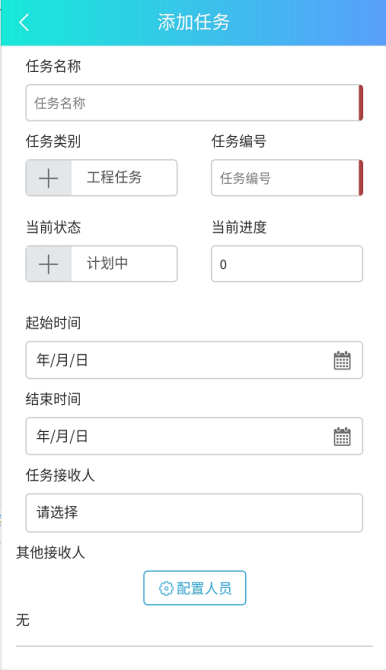 添加任务
任务名称
任务名称
任务类别 任务编号
工程任务 任务编号
当前状态 当前进度
计划中 0
起始时间
年/月/日
结束时间
年/月/日
任务接收人
请选择
其他接收人
配置人员
无